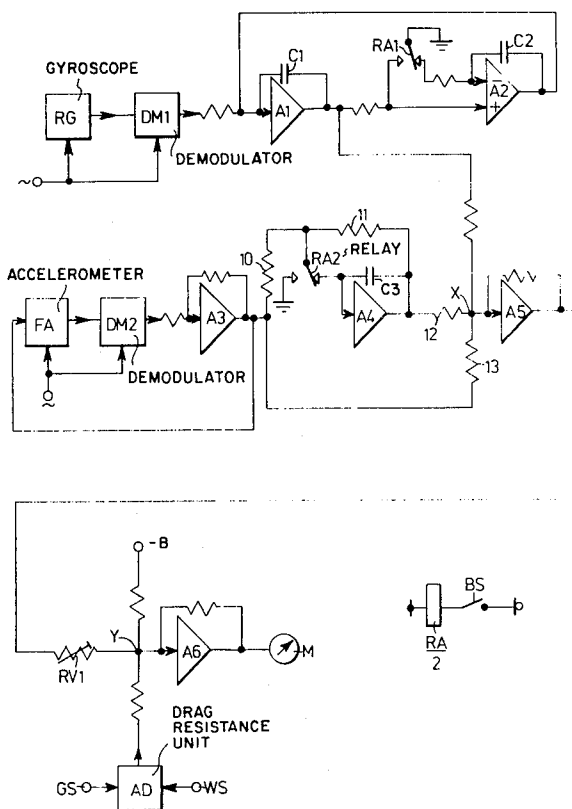 GYROSCOPE
RG
DM1
DEMODULATOR
C1
A1
RA1
C2
A2
−
+
~
ACCELEROMETER
FA
DM2
DEMODULATOR
~
A3
10
11
RA2
RELAY
C3
A4
12
X
A5
13
-B
Y
RV1
A6
M
DRAG
RESISTANCE
UNIT
GS
AD
WS
BS
RA
2